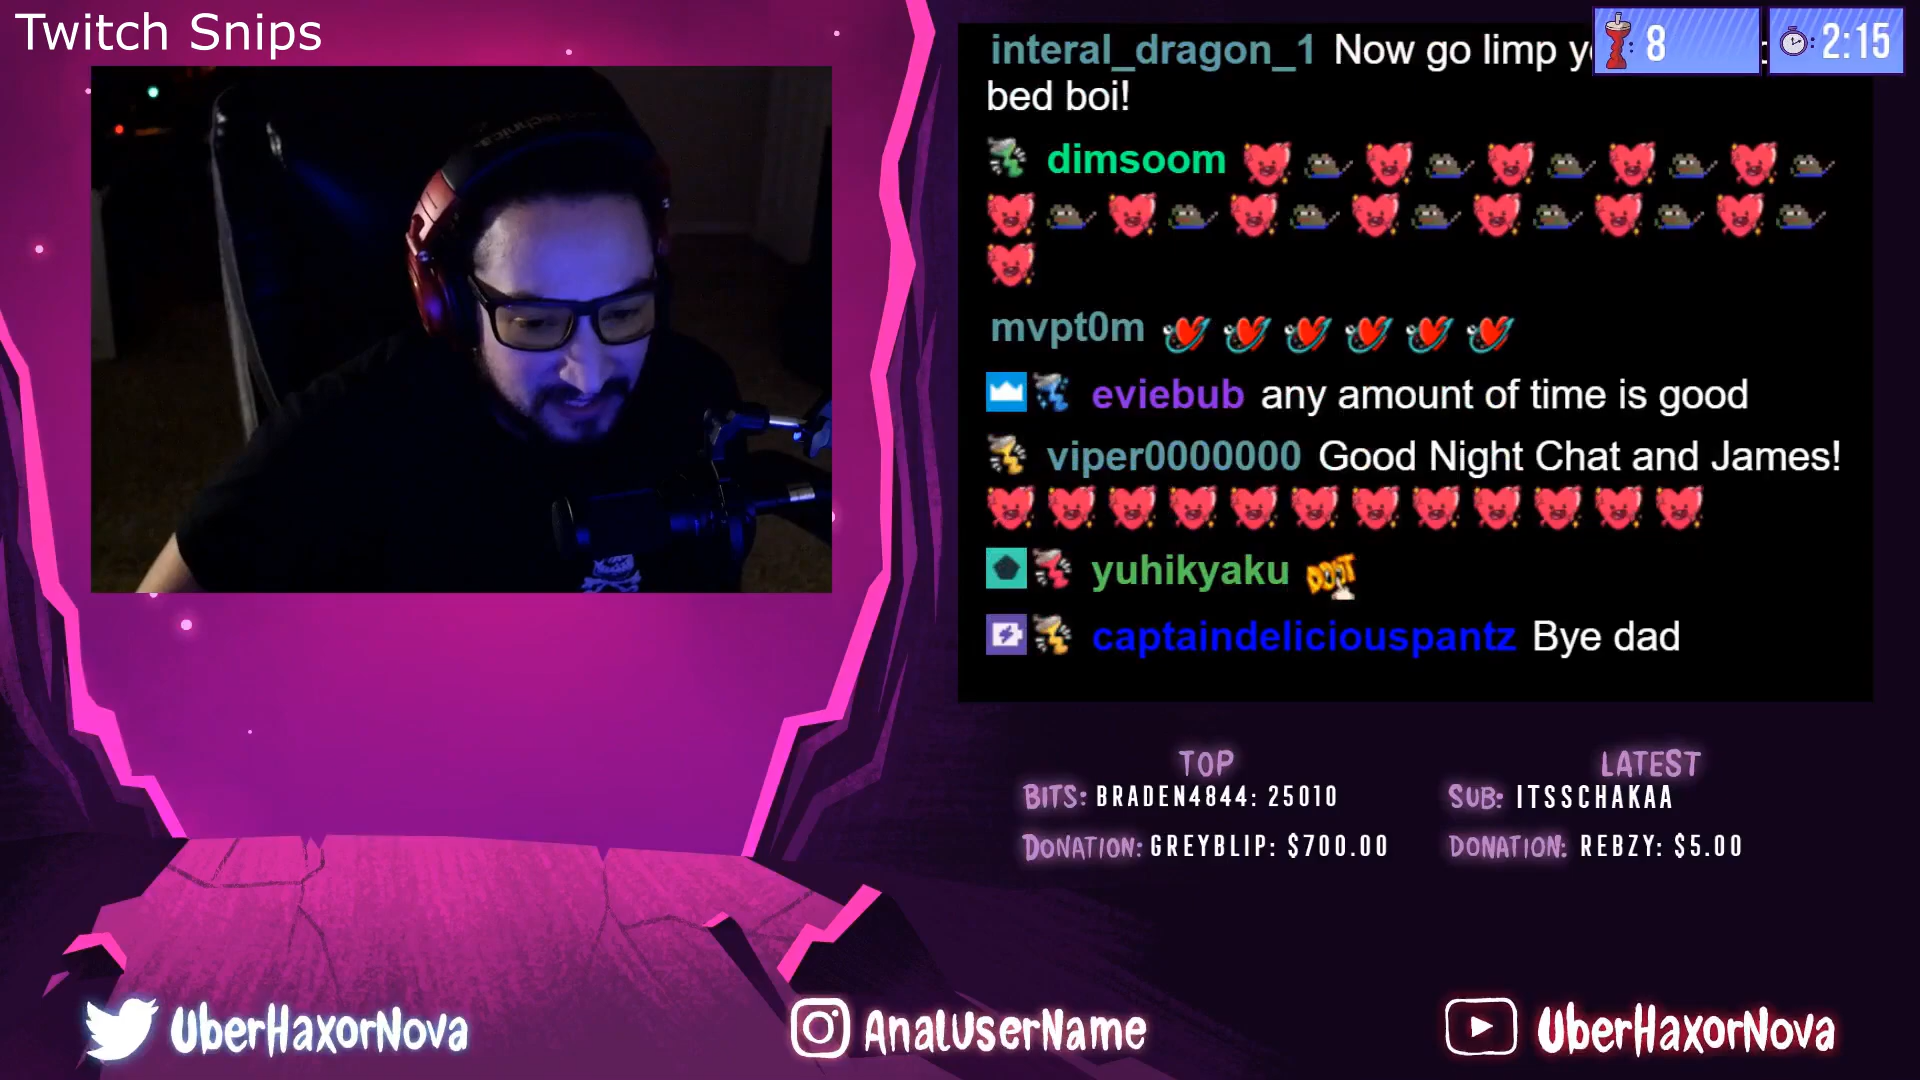 Twitch Snips
: 8
: 2:15
interal_dragon_1 Now go limp
bed boi!
dimsoom
mvpt0m
eviebub any amount of time is good
viper0000000 Good Night Chat and James!
yuhikyaku
captaindeliciouspantz Bye dad
TOP
BITS: BRADEN4844: 25010
DONATION: GREYBLIP: $700.00
LATEST
SUB: ITSSCHAKAA
DONATION: REBZY: $5.00
UberHaxorNova
AnalUserName
UberHaxorNova